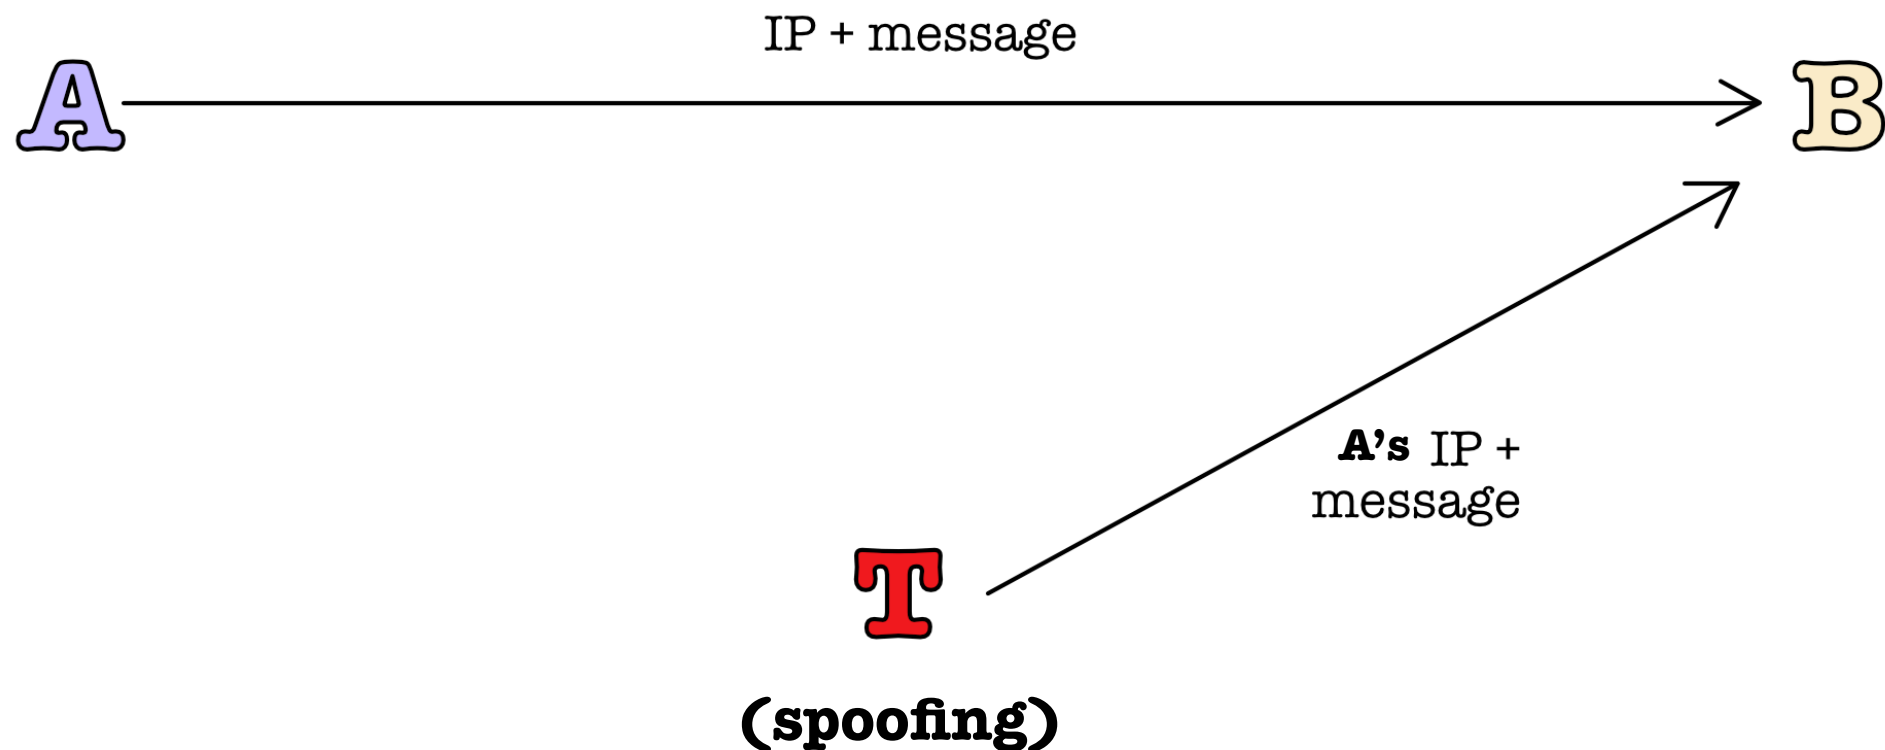 IP + message
A
B
A's IP +
message
T
(spoofing)